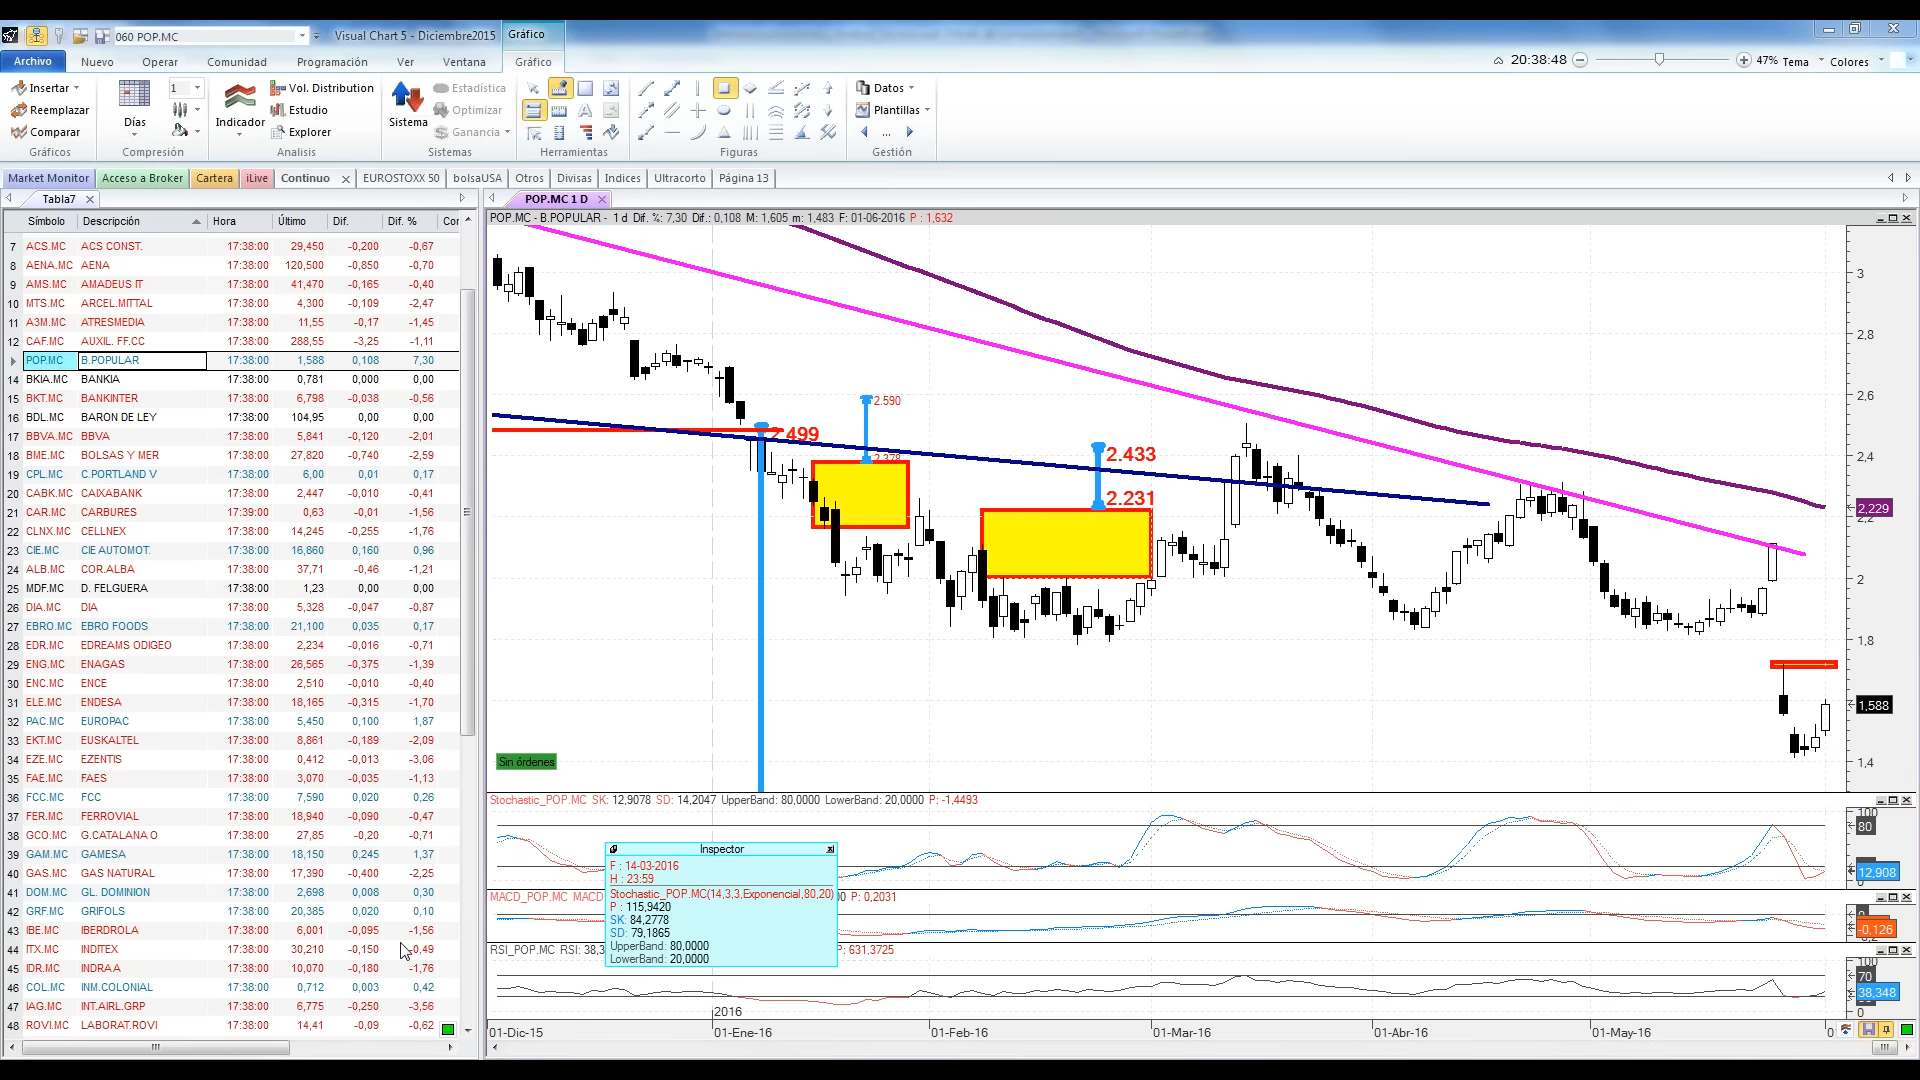 060 POP.MC
Visual Chart 5 - Diciembre2015
Gráfico
Archivo Nuevo Operar Comunidad Programación Ver Ventana Gráfico
20:38:48 47% Tema Colores
Insertar Reemplazar Comparar Gráficos
Días 1 Compresión
Indicador Vol. Distribution Estudio Explorer Analisis
Sistema Estadística Optimizar Ganancia Sistemas
Herramientas
Figuras
Datos Plantillas ... Gestión
Market Monitor Acceso a Broker Cartera iLive Continuo EUROSTOXX 50 bolsaUSA Otros Divisas Indices Ultracorto Página 13
Tabla7
Símbolo Descripción Hora Último Dif. Dif. % Cor
7 ACS.MC ACS CONST. 17:38:00 29,450 -0,200 -0,67
8 AENA.MC AENA 17:38:00 120,500 -0,850 -0,70
9 AMS.MC AMADEUS IT 17:38:00 41,470 -0,165 -0,40
10 MTS.MC ARCEL.MITTAL 17:38:00 4,300 -0,109 -2,47
11 A3M.MC ATRESMEDIA 17:38:00 11,55 -0,17 -1,45
12 CAF.MC AUXIL. FF.CC 17:38:00 288,55 -3,25 -1,11
POP.MC B.POPULAR 17:38:00 1,588 0,108 7,30
14 BKIA.MC BANKIA 17:38:00 0,781 0,000 0,00
15 BKT.MC BANKINTER 17:38:00 6,798 -0,038 -0,56
16 BDL.MC BARON DE LEY 17:38:00 104,95 0,00 0,00
17 BBVA.MC BBVA 17:38:00 5,841 -0,120 -2,01
18 BME.MC BOLSAS Y MER 17:38:00 27,820 -0,740 -2,59
19 CPL.MC C.PORTLAND V 17:38:00 6,00 0,01 0,17
20 CABK.MC CAIXABANK 17:38:00 2,447 -0,010 -0,41
21 CAR.MC CARBURES 17:39:00 0,63 -0,01 -1,56
22 CLNX.MC CELLNEX 17:38:00 14,245 -0,255 -1,76
23 CIE.MC CIE AUTOMOT. 17:38:00 16,860 0,160 0,96
24 ALB.MC COR.ALBA 17:38:00 37,71 -0,46 -1,21
25 MDF.MC D. FELGUERA 17:38:00 1,23 0,00 0,00
26 DIA.MC DIA 17:38:00 5,328 -0,047 -0,87
27 EBRO.MC EBRO FOODS 17:38:00 21,100 0,035 0,17
28 EDR.MC EDREAMS ODIGEO 17:38:00 2,234 -0,016 -0,71
29 ENG.MC ENAGAS 17:38:00 26,565 -0,375 -1,39
30 ENC.MC ENCE 17:38:00 2,510 -0,010 -0,40
31 ELE.MC ENDESA 17:38:00 18,165 -0,315 -1,70
32 PAC.MC EUROPAC 17:38:00 5,450 0,100 1,87
33 EKT.MC EUSKALTEL 17:38:00 8,861 -0,189 -2,09
34 EZE.MC EZENTIS 17:38:00 0,412 -0,013 -3,06
35 FAE.MC FAES 17:38:00 3,070 -0,035 -1,13
36 FCC.MC FCC 17:38:00 7,590 0,020 0,26
37 FER.MC FERROVIAL 17:38:00 18,940 -0,090 -0,47
38 GCO.MC G.CATALANA O 17:38:00 27,85 -0,20 -0,71
39 GAM.MC GAMESA 17:38:00 18,150 0,245 1,37
40 GAS.MC GAS NATURAL 17:38:00 17,390 -0,400 -2,25
41 DOM.MC GL. DOMINION 17:38:00 2,698 0,008 0,30
42 GRF.MC GRIFOLS 17:38:00 20,385 0,020 0,10
43 IBE.MC IBERDROLA 17:38:00 6,001 -0,095 -1,56
44 ITX.MC INDITEX 17:38:00 30,210 -0,150 -0,49
45 IDR.MC INDRA A 17:38:00 10,070 -0,180 -1,76
46 COL.MC INM.COLONIAL 17:38:00 0,712 0,003 0,42
47 IAG.MC INT.AIRL.GRP 17:38:00 6,775 -0,250 -3,56
48 ROVI.MC LABORAT.ROVI 17:38:00 14,41 -0,09 -0,62
POP.MC 1 D
POP.MC - B.POPULAR - 1 d Dif. %: 7,30 Dif.: 0,108 M: 1,605 m: 1,483 F: 01-06-2016 P : 1,632
3
2,8
2,6
2,4
2,229
2,2
2
1,8
1,588
1,4
2.499
2.590
2.378
2.433
2.231
Sin órdenes
Stochastic_POP.MC SK: 12,9078 SD: 14,2047 UpperBand: 80,0000 LowerBand: 20,0000 P: -1,4493
100
80
12,908
0
Inspector
F : 14-03-2016
H : 23:59
Stochastic_POP.MC(14,3,3,Exponencial,80,20)
P : 115,9420
SK: 84,2778
SD: 79,1865
UpperBand: 80,0000
LowerBand: 20,0000
MACD_POP.MC MACD 00 P: 0,2031
0
-0,126
RSI_POP.MC RSI: 38,3 P: 631,3725
100
70
38,348
0
2016
01-Dic-15 01-Ene-16 01-Feb-16 01-Mar-16 01-Abr-16 01-May-16 0